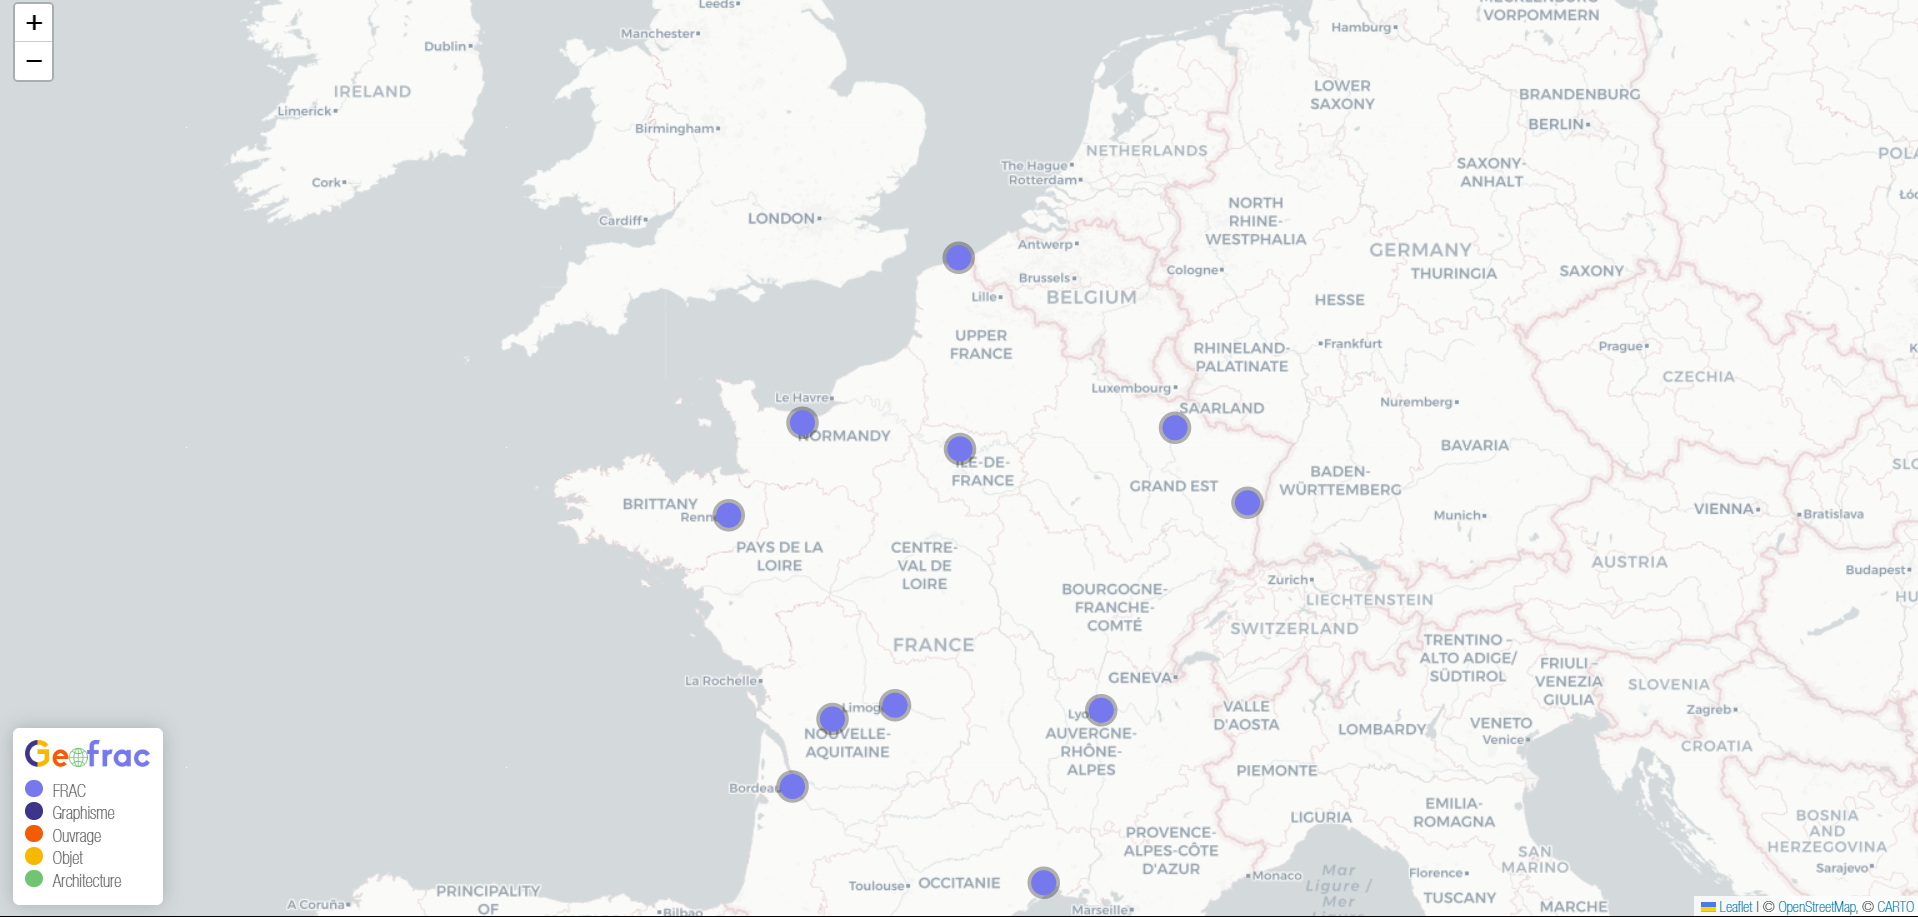 +
−
Leeds
MECKLENBURG-
VORPOMMERN
Manchester
Hamburg
Dublin
IRELAND
LOWER
SAXONY
BRANDENBURG
Limerick
Birmingham
BERLIN
NETHERLANDS
POLA
The Hague
Rotterdam
SAXONY-
ANHALT
Cork
Łód
Cardiff
LONDON
NORTH
RHINE-
WESTPHALIA
Antwerp
GERMANY
Brussels
Cologne
THURINGIA
SAXONY
Lille
BELGIUM
HESSE
UPPER
FRANCE
RHINELAND-
PALATINATE
Frankfurt
Prague
K
CZECHIA
Luxembourg
Le Havre
SAARLAND
Nuremberg
NORMANDY
BAVARIA
ILE-DE-
FRANCE
BADEN-
WÜRTTEMBERG
SLO
GRAND EST
BRITTANY
Renn
Munich
VIENNA
Bratislava
PAYS DE LA
LOIRE
CENTRE-
VAL DE
LOIRE
AUSTRIA
Budapest
Zurich
BOURGOGNE-
FRANCHE-
COMTÉ
LIECHTENSTEIN
HU
SWITZERLAND
FRANCE
TRENTINO –
ALTO ADIGE/
SÜDTIROL
FRIULI –
VENEZIA
GIULIA
La Rochelle
GENEVA
SLOVENIA
Limog
Lyo
VALLE
D'AOSTA
Zagreb
NOUVELLE-
AQUITAINE
AUVERGNE-
RHÔNE-
ALPES
LOMBARDY
VENETO
Venice
CROATIA
PIEMONTE
Bordeau
EMILIA-
ROMAGNA
LIGURIA
BOSNIA
AND
HERZEGOVINA
PROVENCE-
ALPES-CÔTE
D'AZUR
SAN
MARINO
Sarajevo
Monaco
Mar
Ligure /
Mer
Florence
Toulouse
OCCITANIE
TUSCANY
PRINCIPALITY
OF
A Coruña
Bilbao
Marseille
MARCHE
Geofrac
FRAC
Graphisme
Ouvrage
Objet
Architecture
Leaflet | © OpenStreetMap, © CARTO